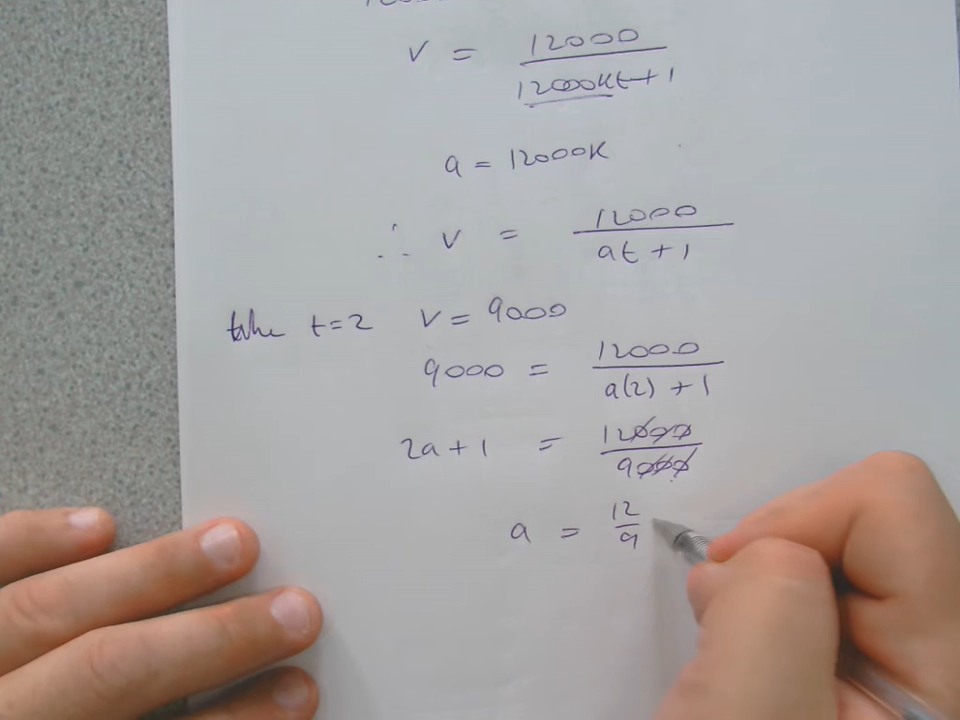 V = 12000 / 12000kt + 1
a = 12000k
∴ V = 12000 / at + 1
take t = 2 V = 9000
9000 = 12000 / a(2) + 1
2a + 1 = 12000 / 9000
a = 12 / 9